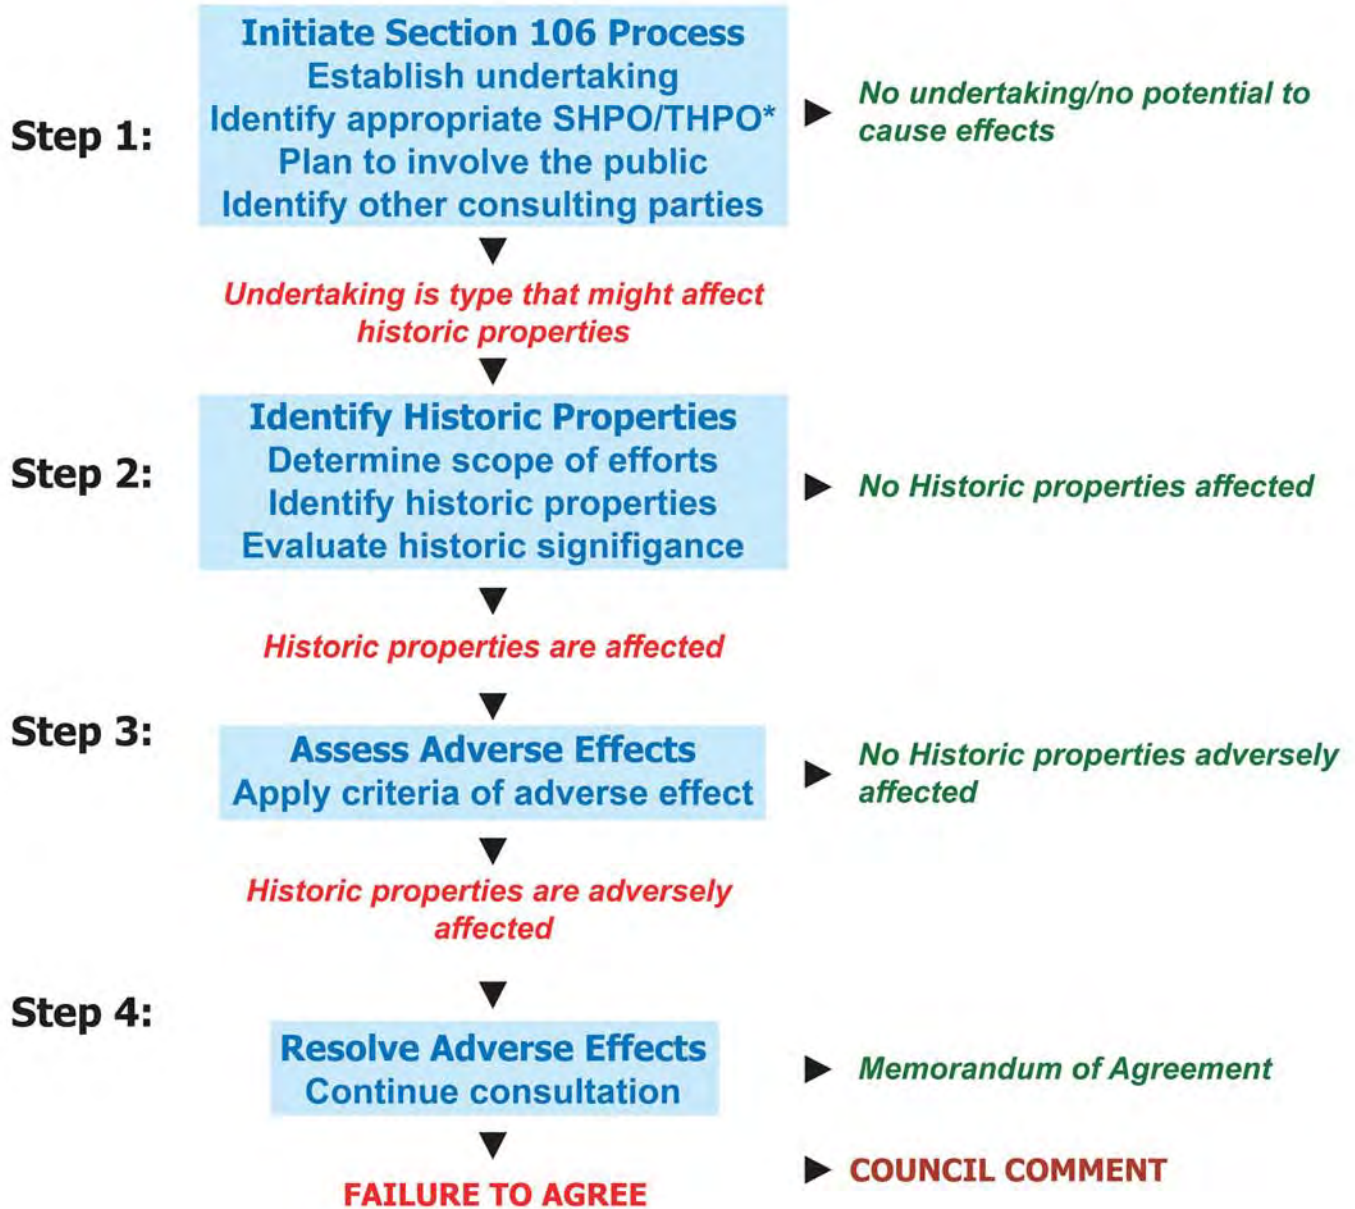 Step 1:
Initiate Section 106 Process
Establish undertaking
Identify appropriate SHPO/THPO*
Plan to involve the public
Identify other consulting parties
No undertaking/no potential to
cause effects
Undertaking is type that might affect
historic properties
Step 2:
Identify Historic Properties
Determine scope of efforts
Identify historic properties
Evaluate historic signifigance
No Historic properties affected
Historic properties are affected
Step 3:
Assess Adverse Effects
Apply criteria of adverse effect
No Historic properties adversely
affected
Historic properties are adversely
affected
Step 4:
Resolve Adverse Effects
Continue consultation
Memorandum of Agreement
FAILURE TO AGREE
COUNCIL COMMENT